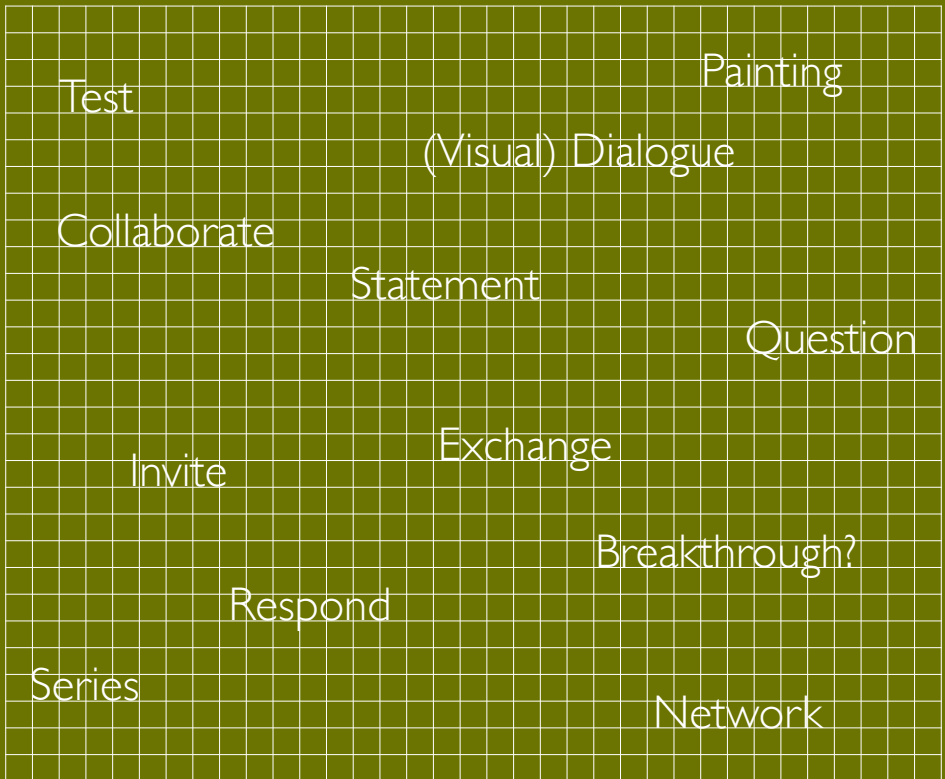 Painting
Test
(Visual) Dialogue
Collaborate
Statement
Question
Exchange
Invite
Breakthrough?
Respond
Series
Network